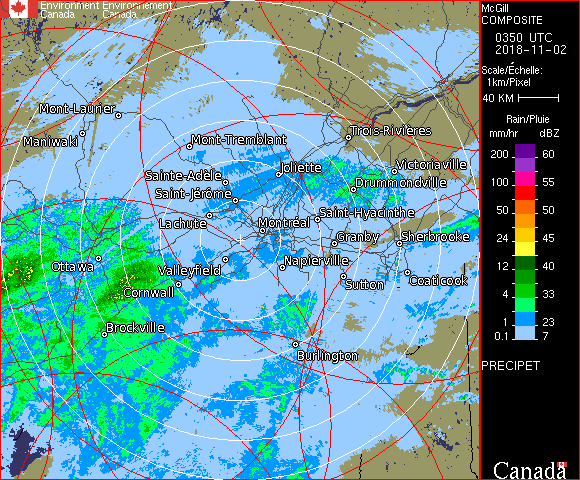 Environment Environnement
Canada Canada
McGill
COMPOSITE
0350 UTC
2018-11-02
Scale/Échelle:
1km/Pixel
40 KM
Rain/Pluie
mm/hr dBZ
200 60
55
100 55
50
50 45
24 40
39
12 39
4 33
1 23
0.1 7
PRECIPET
Canada
Mont-Laurier
Maniwaki
Mont-Tremblant
Trois-Rivières
Victoriaville
Joliette
Sainte-Adèle
Drummondville
Saint-Jérôme
Saint-Hyacinthe
Lachute
Montréal
Granby
Sherbrooke
Ottawa
Valleyfield
Napierville
Coaticook
Sutton
Cornwall
Brockville
Burlington